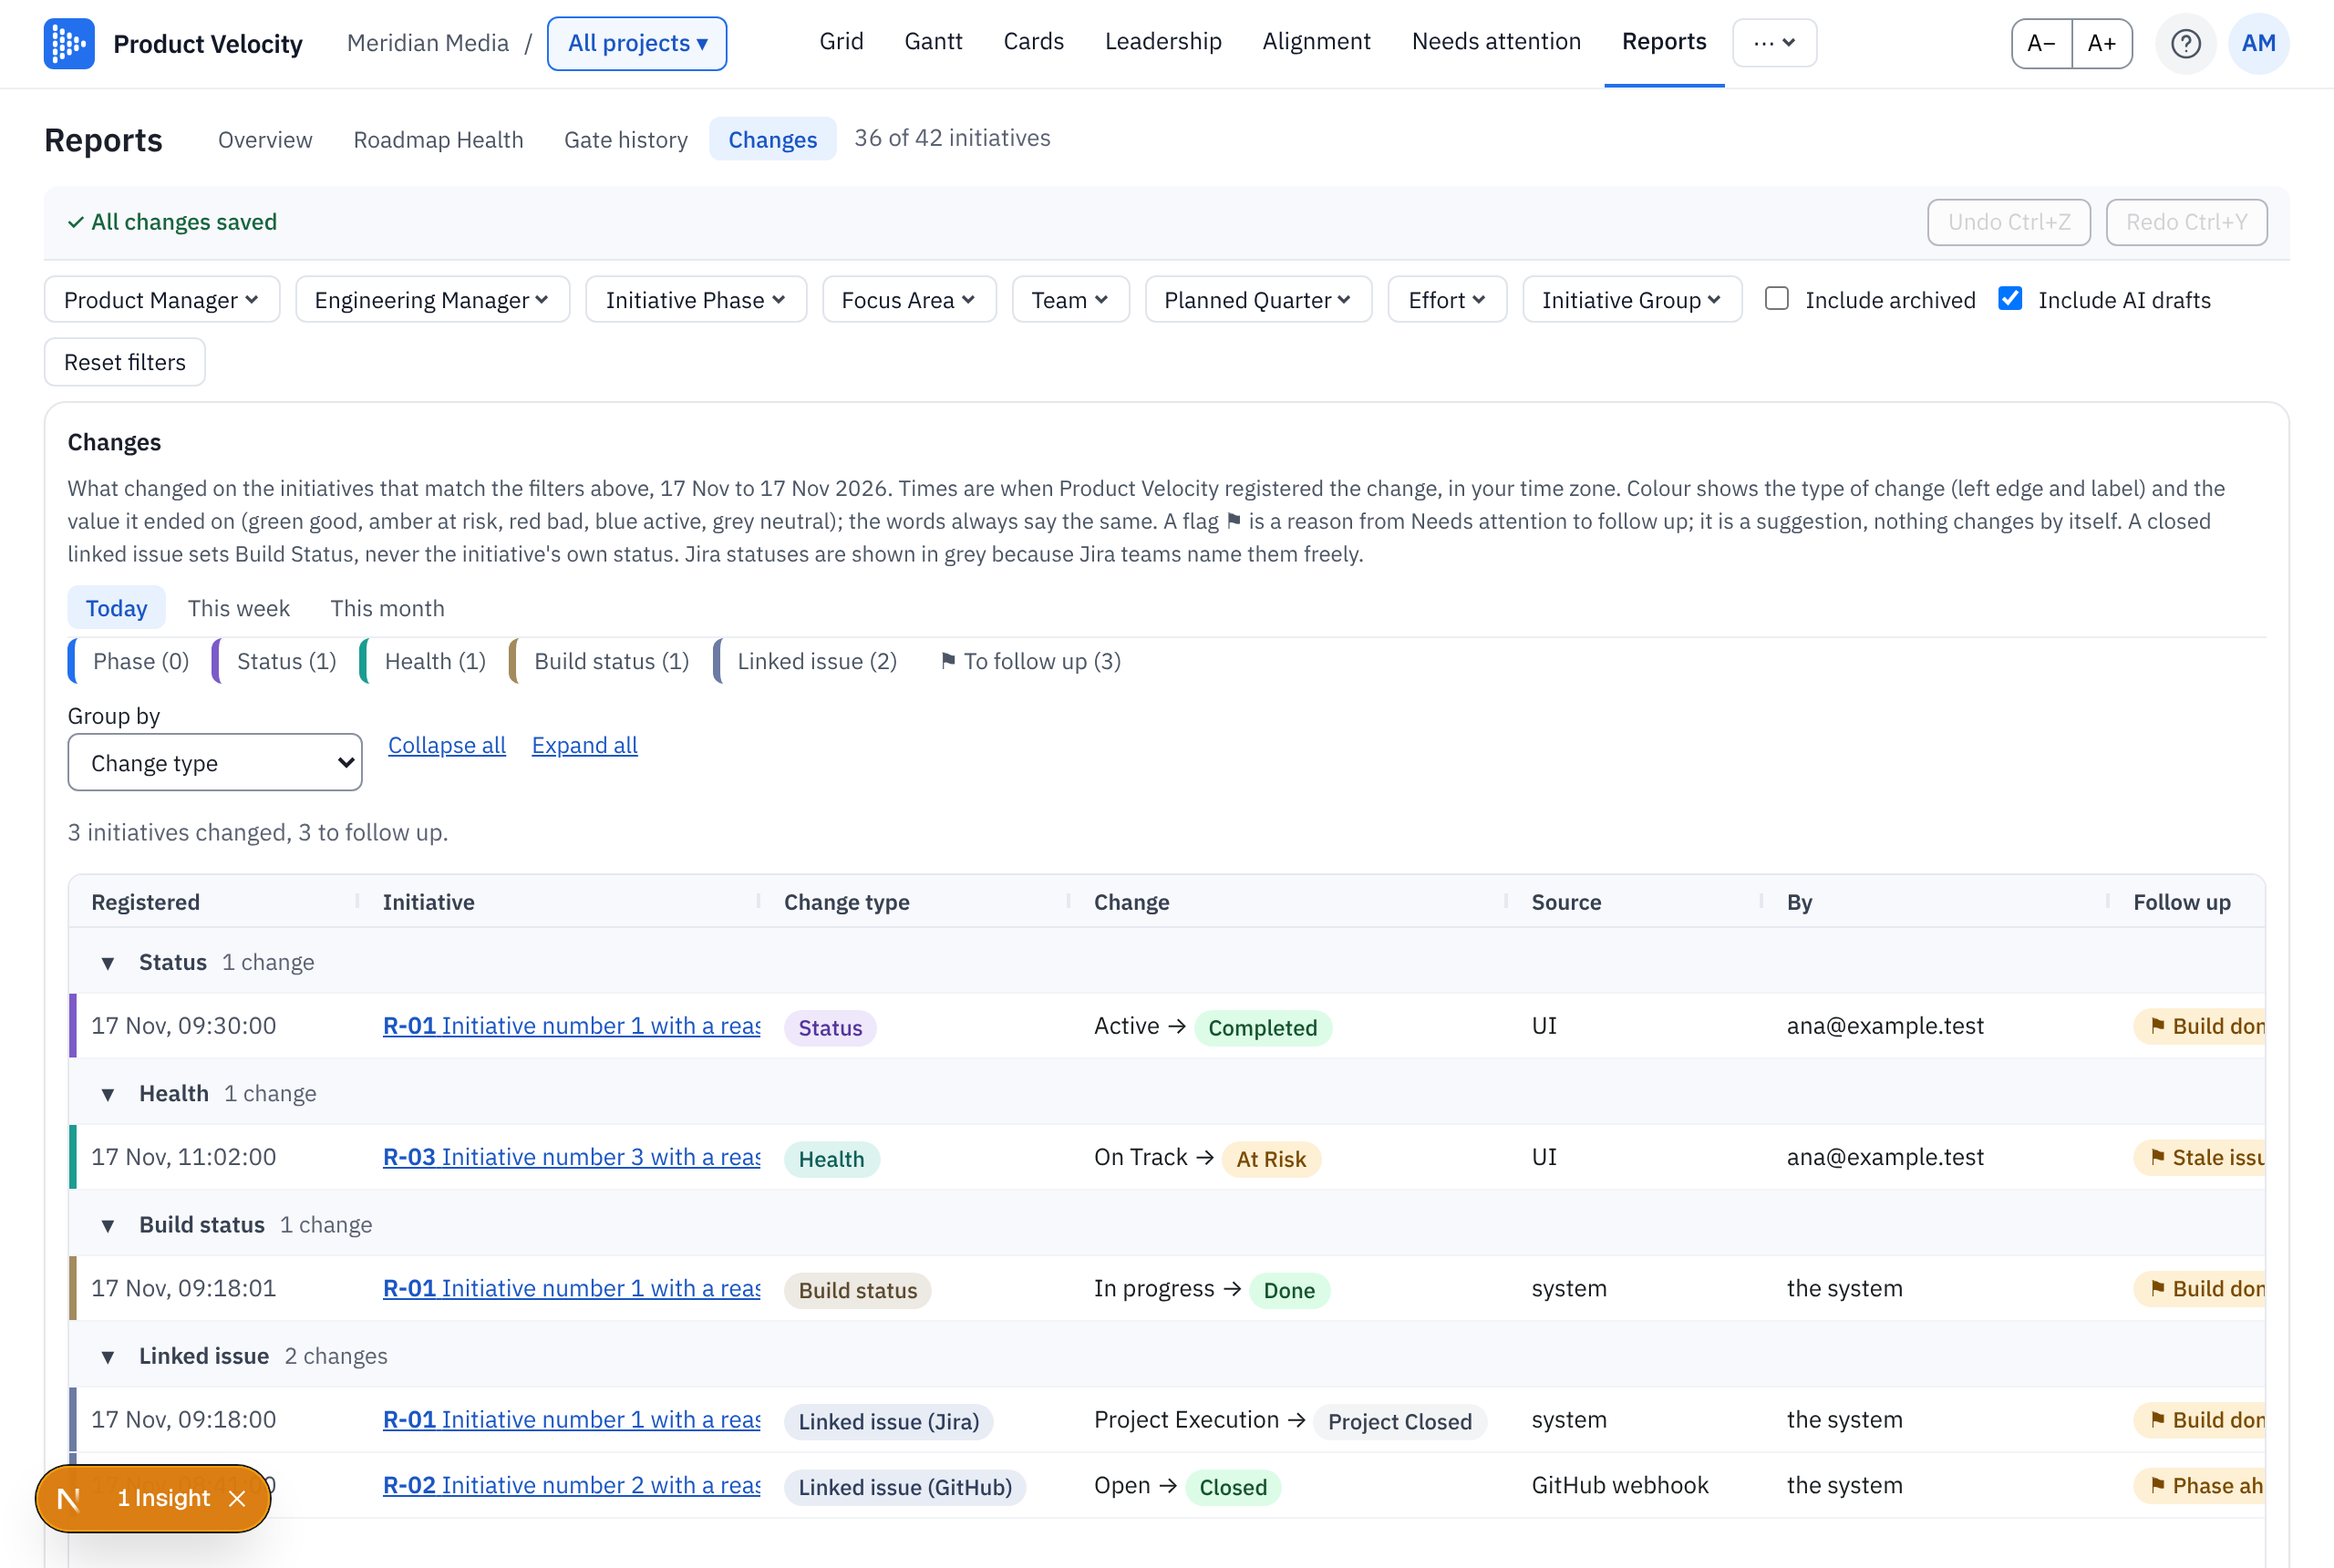 Product Velocity Meridian Media / All projects ▾ Grid Gantt Cards Leadership Alignment Needs attention Reports ... A− A+ ? AM
Reports Overview Roadmap Health Gate history Changes 36 of 42 initiatives
✓ All changes saved Undo Ctrl+Z Redo Ctrl+Y
Product Manager Engineering Manager Initiative Phase Focus Area Team Planned Quarter Effort Initiative Group Include archived Include AI drafts
Reset filters
Changes
What changed on the initiatives that match the filters above, 17 Nov to 17 Nov 2026. Times are when Product Velocity registered the change, in your time zone. Colour shows the type of change (left edge and label) and the
value it ended on (green good, amber at risk, red bad, blue active, grey neutral); the words always say the same. A flag ⚑ is a reason from Needs attention to follow up; it is a suggestion, nothing changes by itself. A closed
linked issue sets Build Status, never the initiative's own status. Jira statuses are shown in grey because Jira teams name them freely.
Today This week This month
Phase (0) Status (1) Health (1) Build status (1) Linked issue (2) ⚑ To follow up (3)
Group by
Change type Collapse all Expand all
3 initiatives changed, 3 to follow up.
Registered Initiative Change type Change Source By Follow up
▼ Status 1 change
17 Nov, 09:30:00 R-01 Initiative number 1 with a reas Status Active → Completed UI ana@example.test ⚑ Build don
▼ Health 1 change
17 Nov, 11:02:00 R-03 Initiative number 3 with a reas Health On Track → At Risk UI ana@example.test ⚑ Stale issu
▼ Build status 1 change
17 Nov, 09:18:01 R-01 Initiative number 1 with a reas Build status In progress → Done system the system ⚑ Build don
▼ Linked issue 2 changes
17 Nov, 09:18:00 R-01 Initiative number 1 with a reas Linked issue (Jira) Project Execution → Project Closed system the system ⚑ Build don
R-02 Initiative number 2 with a reas Linked issue (GitHub) Open → Closed GitHub webhook the system ⚑ Phase ah
N 1 Insight ×